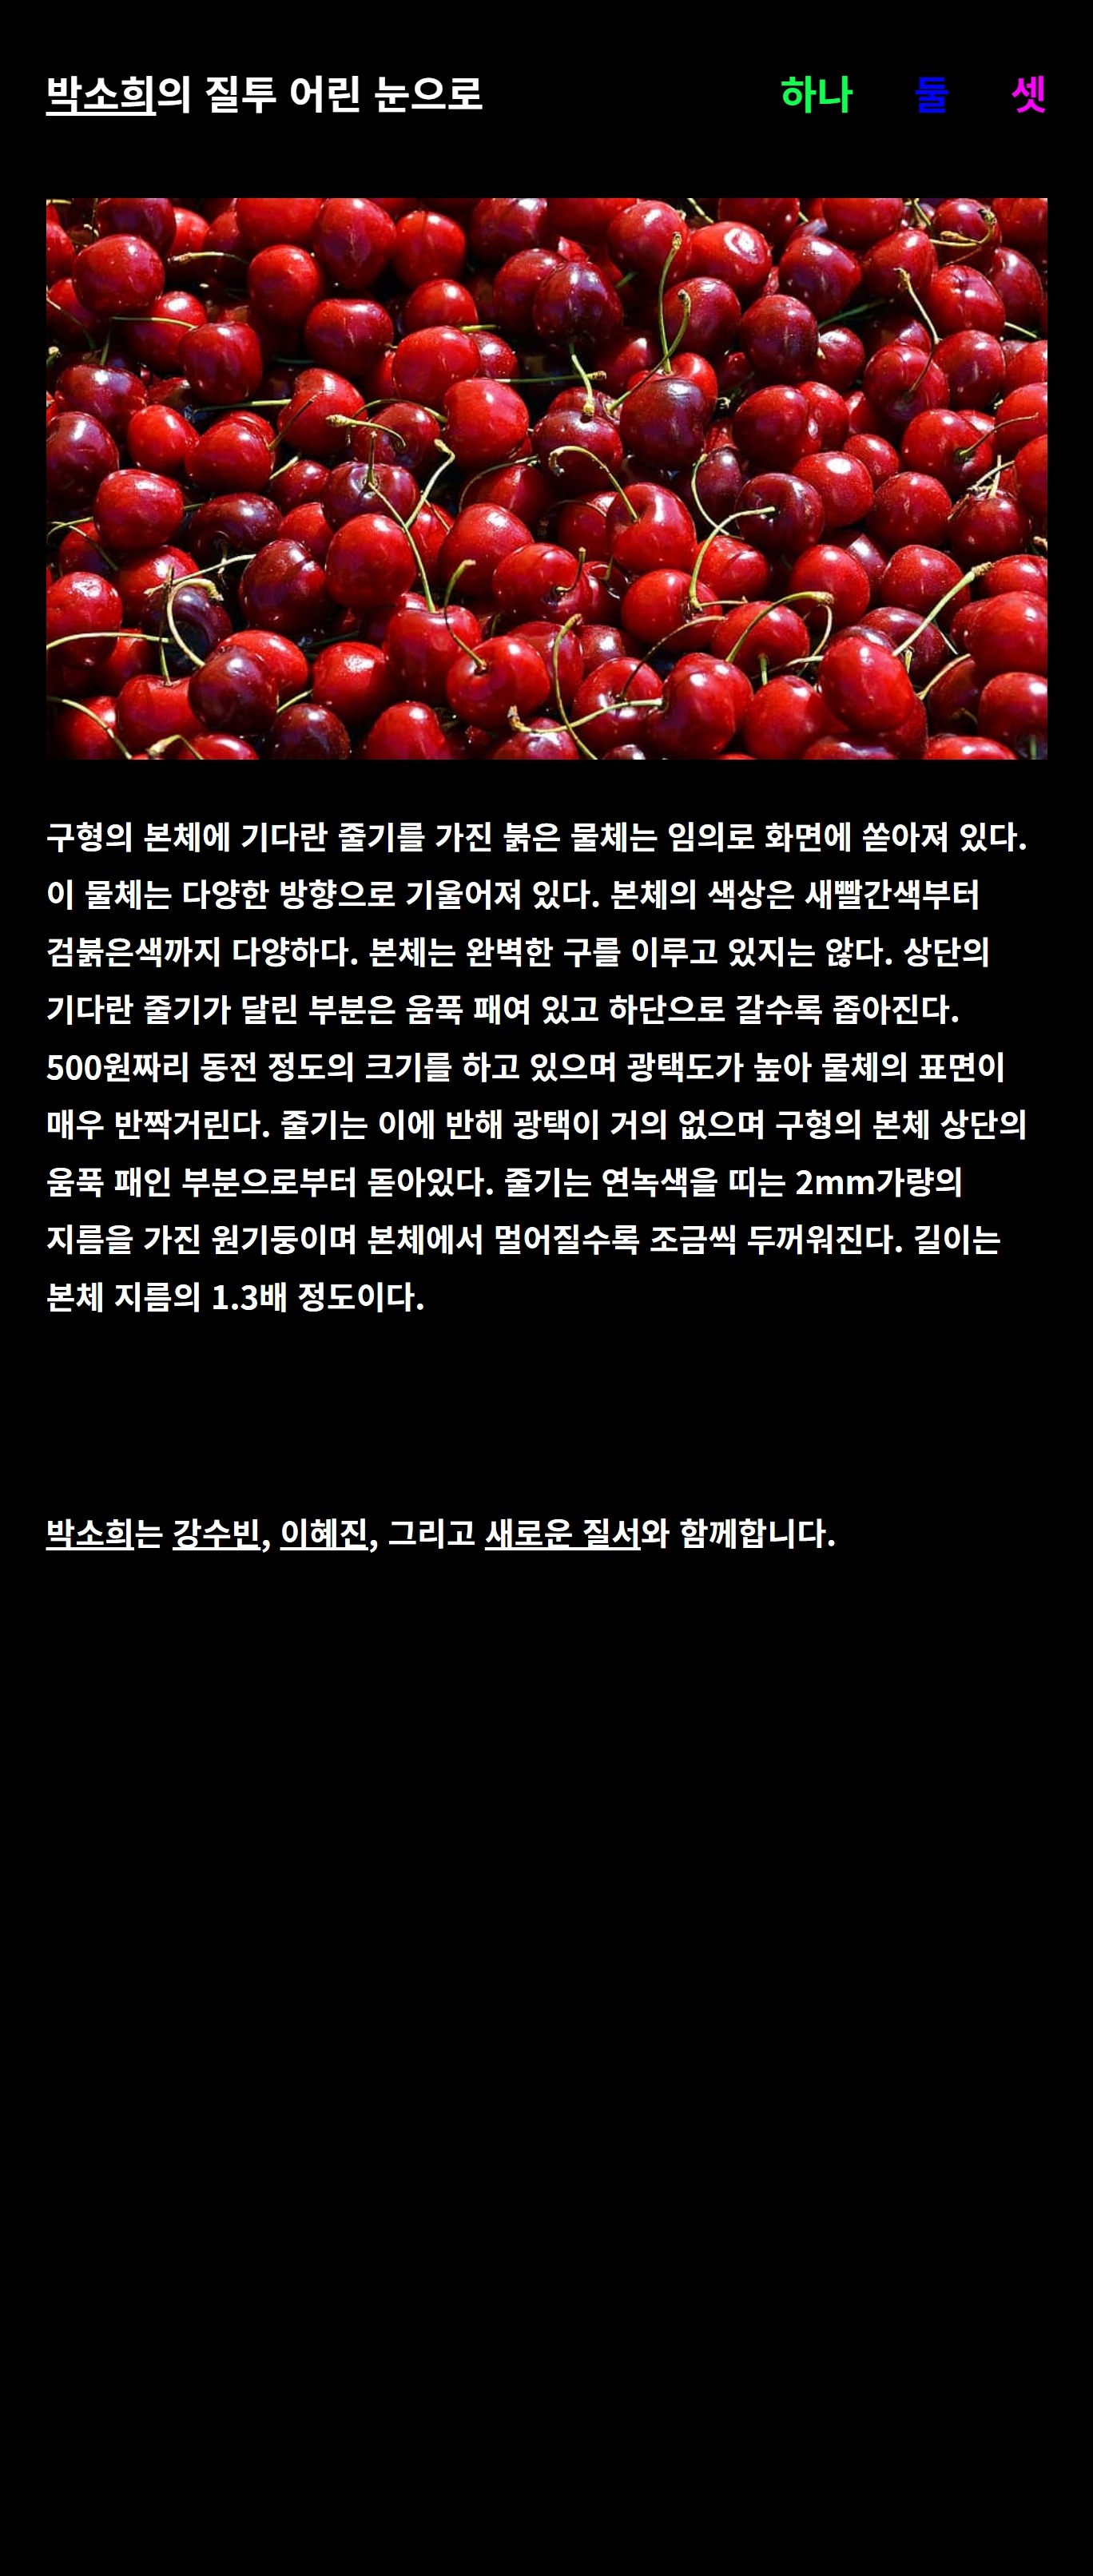 박소희의 질투 어린 눈으로 하나 둘 셋
구형의 본체에 기다란 줄기를 가진 붉은 물체는 임의로 화면에 쏟아져 있다.
이 물체는 다양한 방향으로 기울어져 있다. 본체의 색상은 새빨간색부터
검붉은색까지 다양하다. 본체는 완벽한 구를 이루고 있지는 않다. 상단의
기다란 줄기가 달린 부분은 움푹 패여 있고 하단으로 갈수록 좁아진다.
500원짜리 동전 정도의 크기를 하고 있으며 광택도가 높아 물체의 표면이
매우 반짝거린다. 줄기는 이에 반해 광택이 거의 없으며 구형의 본체 상단의
움푹 패인 부분으로부터 돋아있다. 줄기는 연녹색을 띠는 2mm가량의
지름을 가진 원기둥이며 본체에서 멀어질수록 조금씩 두꺼워진다. 길이는
본체 지름의 1.3배 정도이다.
박소희는 강수빈, 이혜진, 그리고 새로운 질서와 함께합니다.